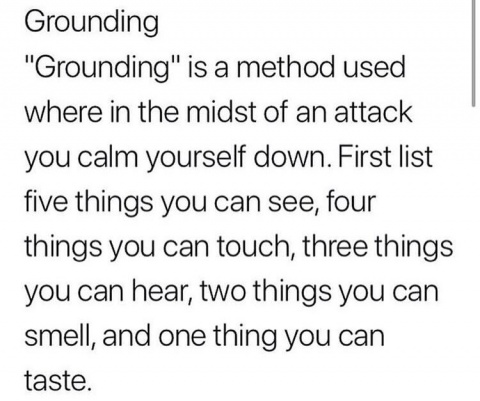 Grounding
"Grounding" is a method used
where in the midst of an attack
you calm yourself down. First list
five things you can see, four
things you can touch, three things
you can hear, two things you can
smell, and one thing you can
taste.